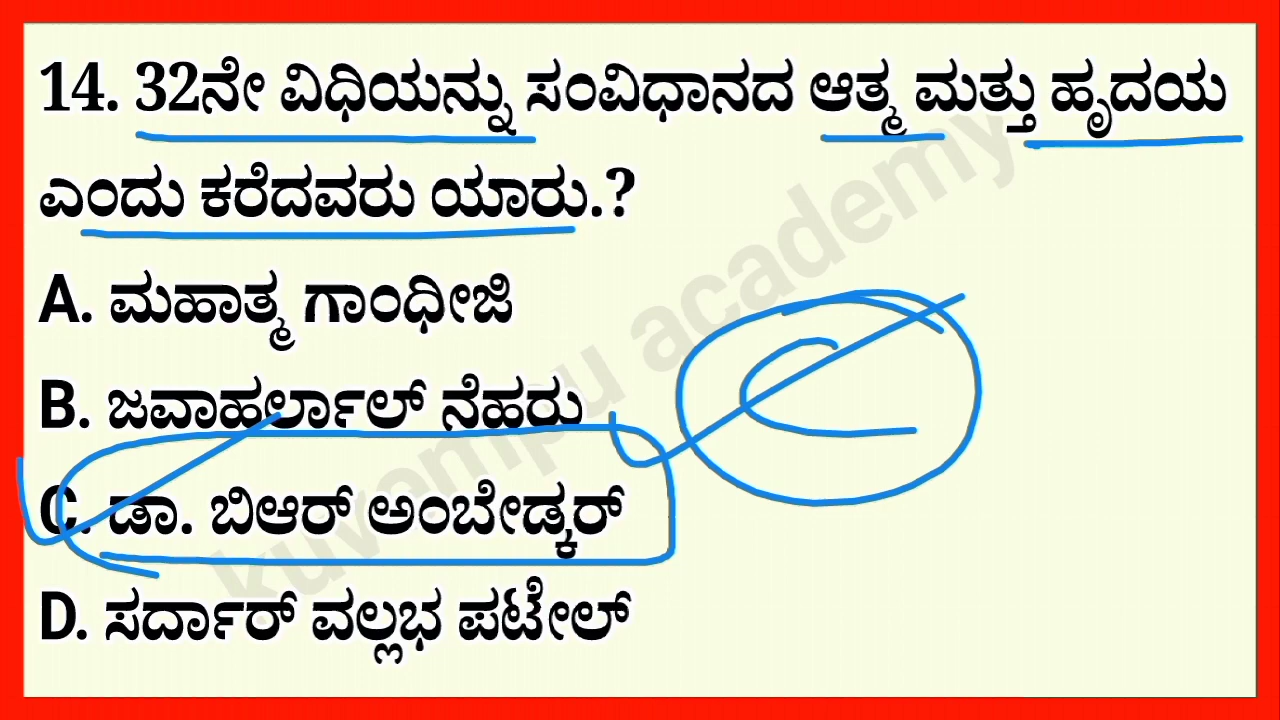 14. 32ನೇ ವಿಧಿಯನ್ನು ಸಂವಿಧಾನದ ಆತ್ಮ ಮತ್ತು ಹೃದಯ
ಎಂದು ಕರೆದವರು ಯಾರು.?
A. ಮಹಾತ್ಮ ಗಾಂಧೀಜಿ
B. ಜವಾಹರ್ಲಾಲ್ ನೆಹರು
C. ಡಾ. ಬಿಆರ್ ಅಂಬೇಡ್ಕರ್
D. ಸರ್ದಾರ್ ವಲ್ಲಭ ಪಟೇಲ್
C
kuvempu academy